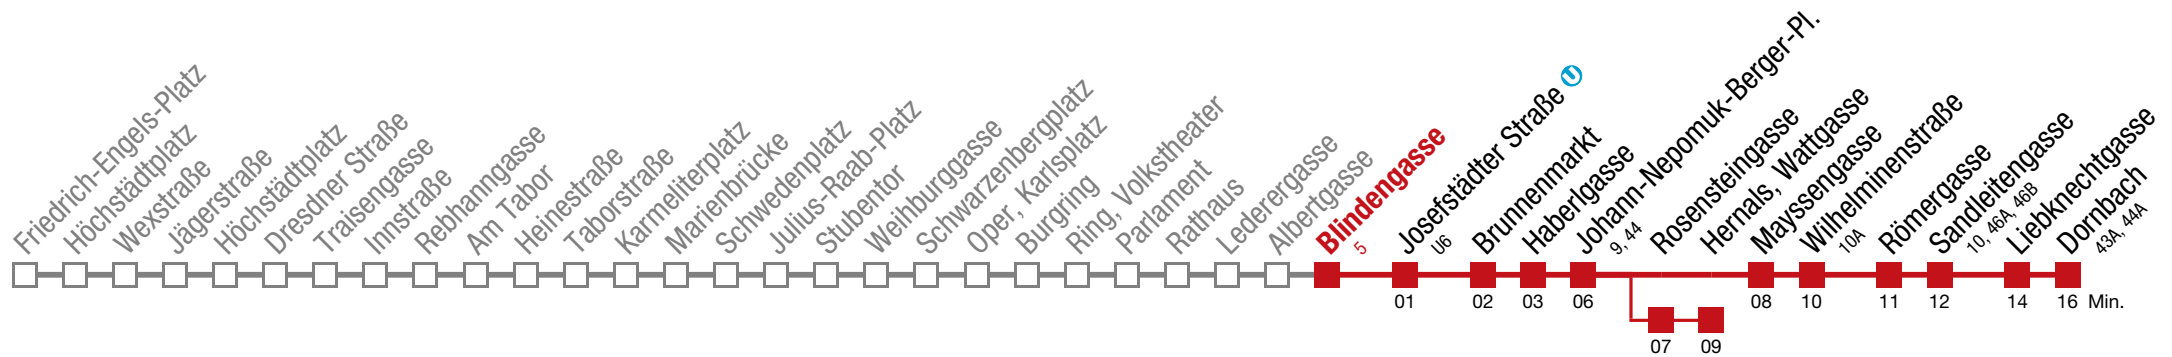 Friedrich-Engels-Platz
Höchstädtplatz
Wexstraße
Jägerstraße
Höchstädtplatz
Dresdner Straße
Traisengasse
Innstraße
Rebhanngasse
Am Tabor
Heinestraße
Taborstraße
Karmeliterplatz
Marienbrücke
Schwedenplatz
Julius-Raab-Platz
Stubentor
Weihburggasse
Schwarzenbergplatz
Oper, Karlsplatz
Burgring
Ring, Volkstheater
Parlament
Rathaus
Lederergasse
Albertgasse
Blindengasse
5
Josefstädter Straße U
U6
Brunnenmarkt
Haberlgasse
Johann-Nepomuk-Berger-Pl.
9, 44
Rosensteingasse
Hernals, Wattgasse
Mayssengasse
Wilhelminenstraße
10A
Römergasse
Sandleitengasse
10, 46A, 46B
Liebknechtgasse
Dornbach
43A, 44A
01 02 03 06 08 10 11 12 14 16 Min.
07 09